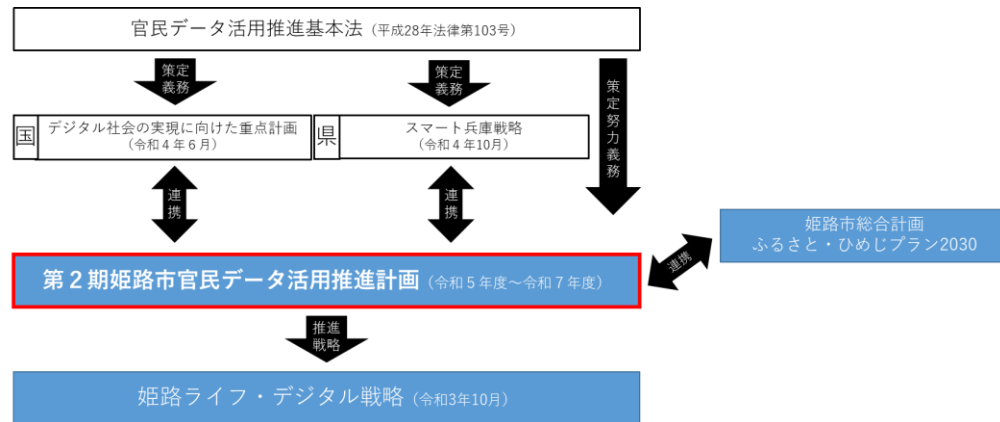 官民データ活用推進基本法（平成28年法律第103号）
策定
義務
策定
義務
策定努力義務
国
デジタル社会の実現に向けた重点計画
（令和４年６月）
県
スマート兵庫戦略
（令和４年10月）
連携
連携
姫路市総合計画
ふるさと・ひめじプラン2030
連携
第２期姫路市官民データ活用推進計画（令和５年度～令和７年度）
推進
戦略
姫路ライフ・デジタル戦略（令和3年10月）